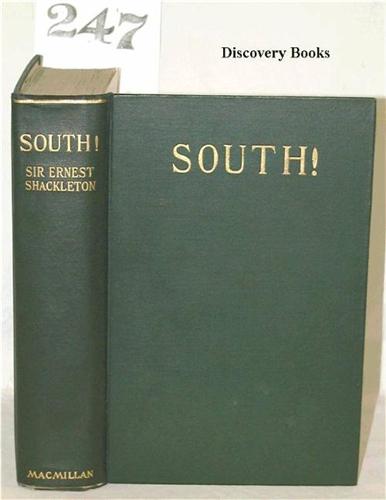 247
Discovery Books
SOUTH!
SIR ERNEST
SHACKLETON
MACMILLAN
SOUTH!